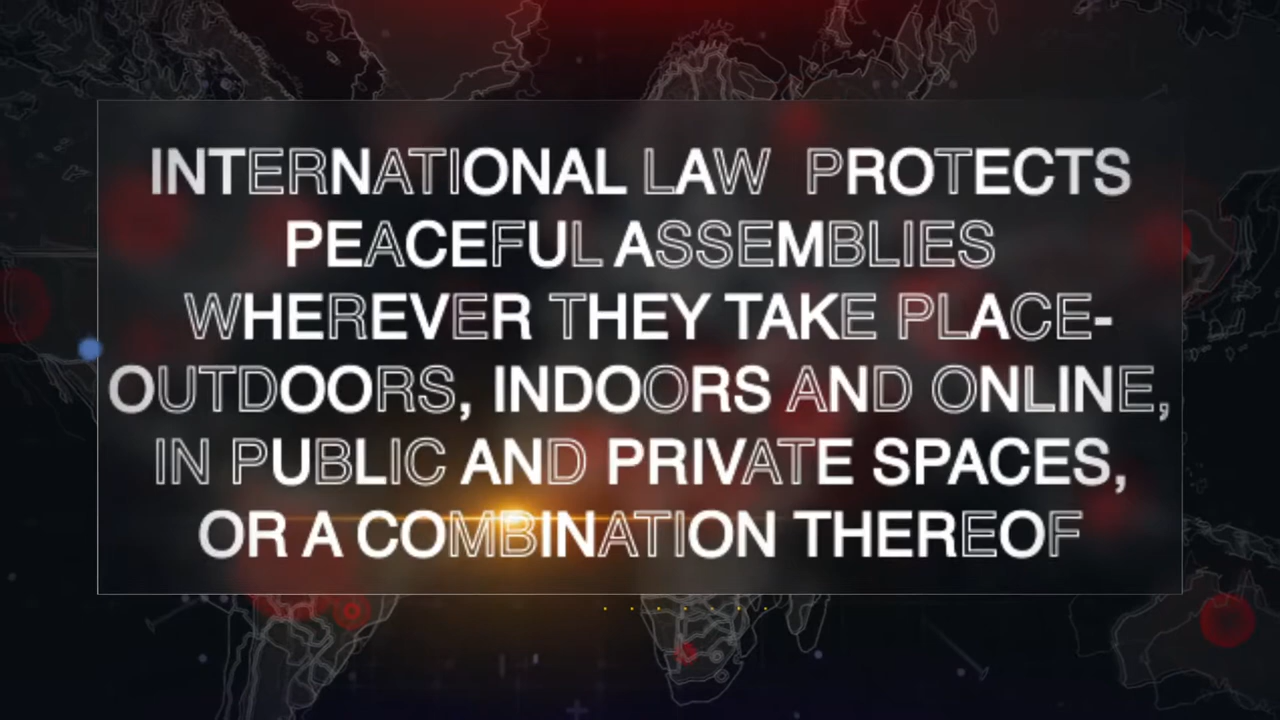 INTERNATIONAL LAW PROTECTS
PEACEFUL ASSEMBLIES
WHEREVER THEY TAKE PLACE-
OUTDOORS, INDOORS AND ONLINE,
IN PUBLIC AND PRIVATE SPACES,
OR A COMBINATION THEREOF